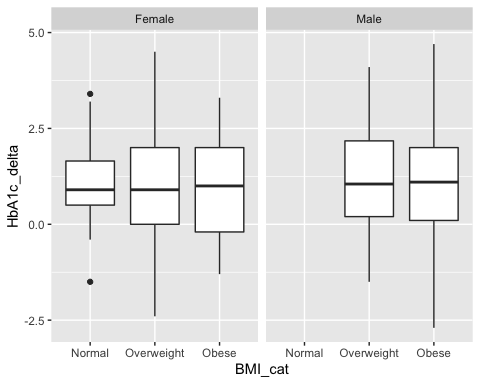 Female Male
5.0
2.5
0.0
-2.5
HbA1c_delta
Normal Overweight Obese Normal Overweight Obese
BMI_cat